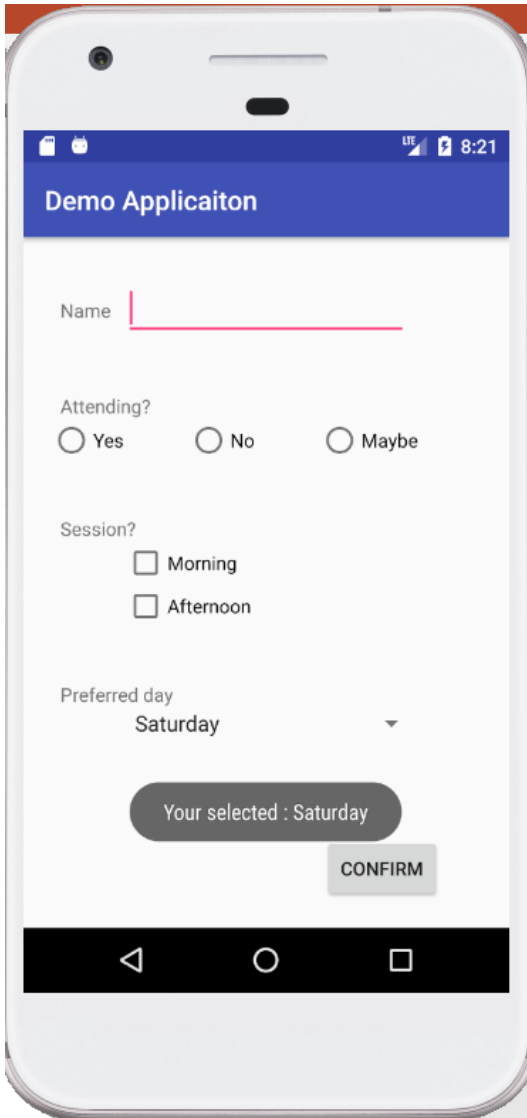 LTE 8:21
Demo Applicaiton
Name
Attending?
Yes No Maybe
Session?
Morning
Afternoon
Preferred day
Saturday
Your selected : Saturday
CONFIRM